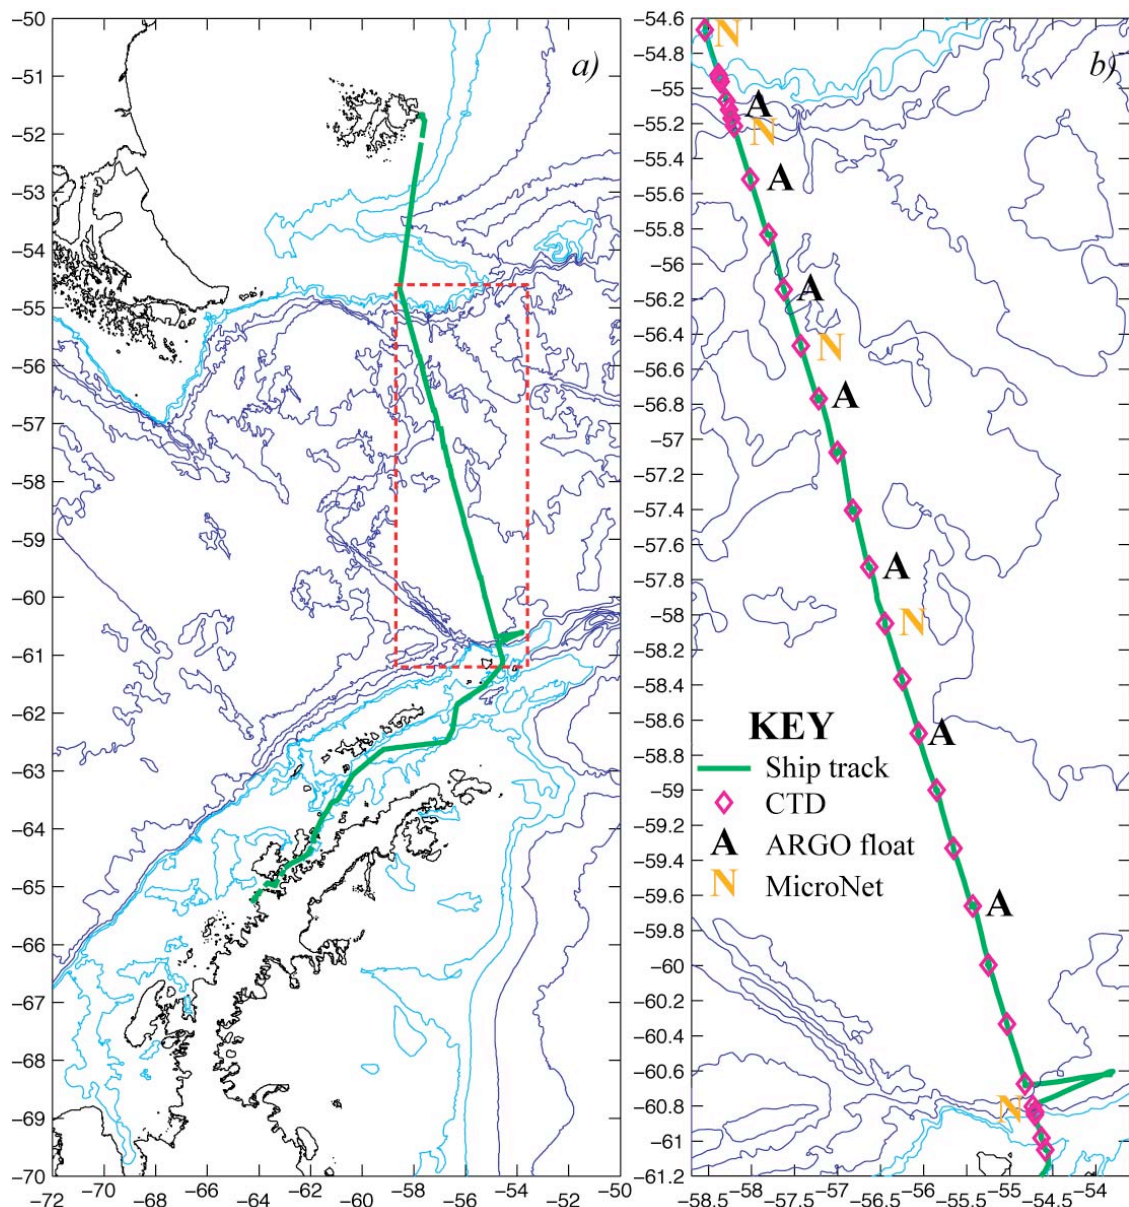 a)
−50
−51
−52
−53
−54
−55
−56
−57
−58
−59
−60
−61
−62
−63
−64
−65
−66
−67
−68
−69
−70
−72 −70 −68 −66 −64 −62 −60 −58 −56 −54 −52 −50
b)
−54.6
−54.8
−55
−55.2
−55.4
−55.6
−55.8
−56
−56.2
−56.4
−56.6
−56.8
−57
−57.2
−57.4
−57.6
−57.8
−58
−58.2
−58.4
−58.6
−58.8
−59
−59.2
−59.4
−59.6
−59.8
−60
−60.2
−60.4
−60.6
−60.8
−61
−61.2
−58.5 −58 −57.5 −57 −56.5 −56 −55.5 −55 −54.5 −54
N
A
N
A
A
N
A
A
N
A
A
N
KEY
Ship track
CTD
A ARGO float
N MicroNet